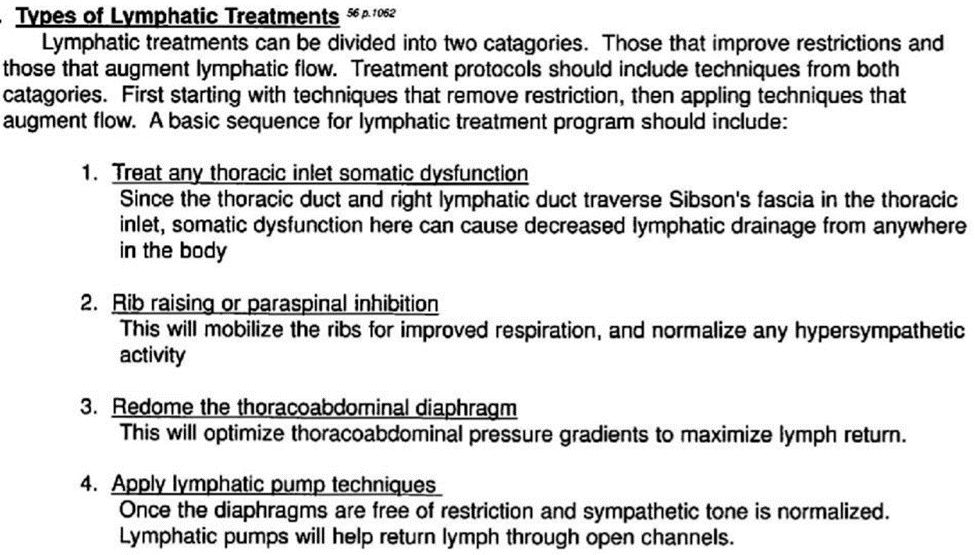 . Types of Lymphatic Treatments 56 p.1062
Lymphatic treatments can be divided into two catagories. Those that improve restrictions and
those that augment lymphatic flow. Treatment protocols should include techniques from both
catagories. First starting with techniques that remove restriction, then appling techniques that
augment flow. A basic sequence for lymphatic treatment program should include:
1. Treat any thoracic inlet somatic dysfunction
Since the thoracic duct and right lymphatic duct traverse Sibson's fascia in the thoracic
inlet, somatic dysfunction here can cause decreased lymphatic drainage from anywhere
in the body
2. Rib raising or paraspinal inhibition
This will mobilize the ribs for improved respiration, and normalize any hypersympathetic
activity
3. Redome the thoracoabdominal diaphragm
This will optimize thoracoabdominal pressure gradients to maximize lymph return.
4. Apply lymphatic pump techniques
Once the diaphragms are free of restriction and sympathetic tone is normalized.
Lymphatic pumps will help return lymph through open channels.